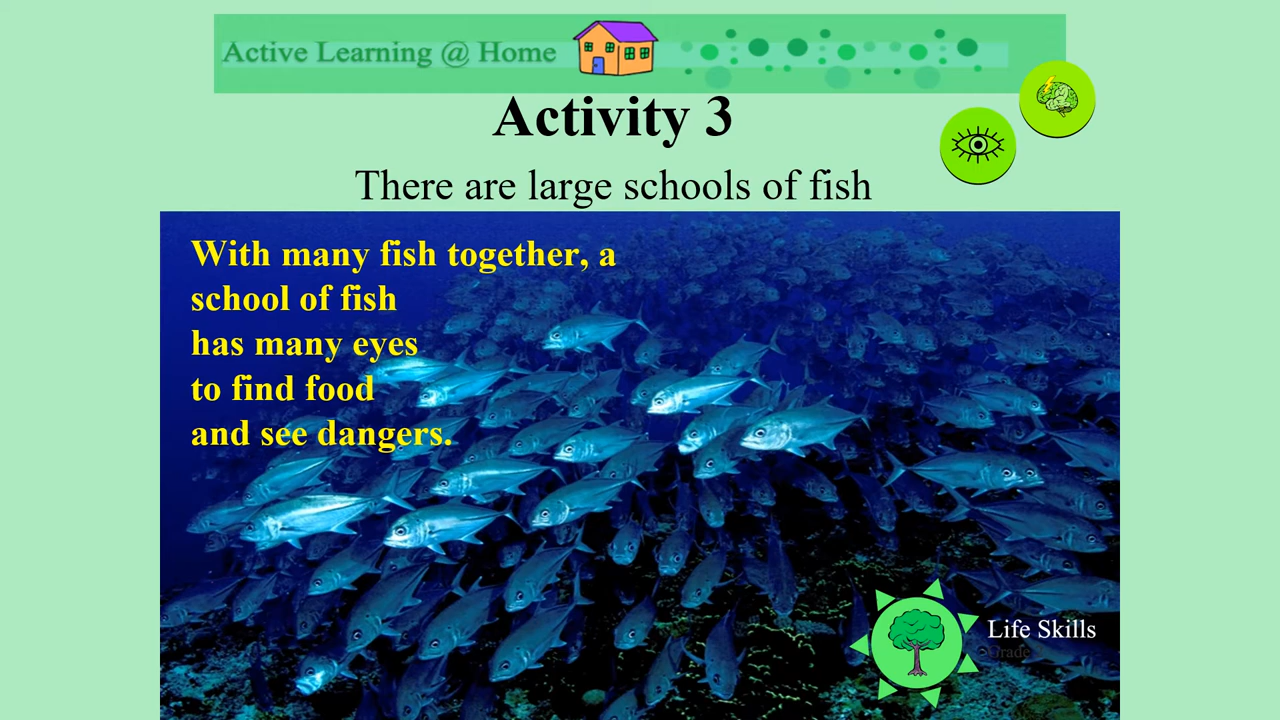 Active Learning @ Home
Activity 3
There are large schools of fish
With many fish together, a
school of fish
has many eyes
to find food
and see dangers.
Life Skills
Grade